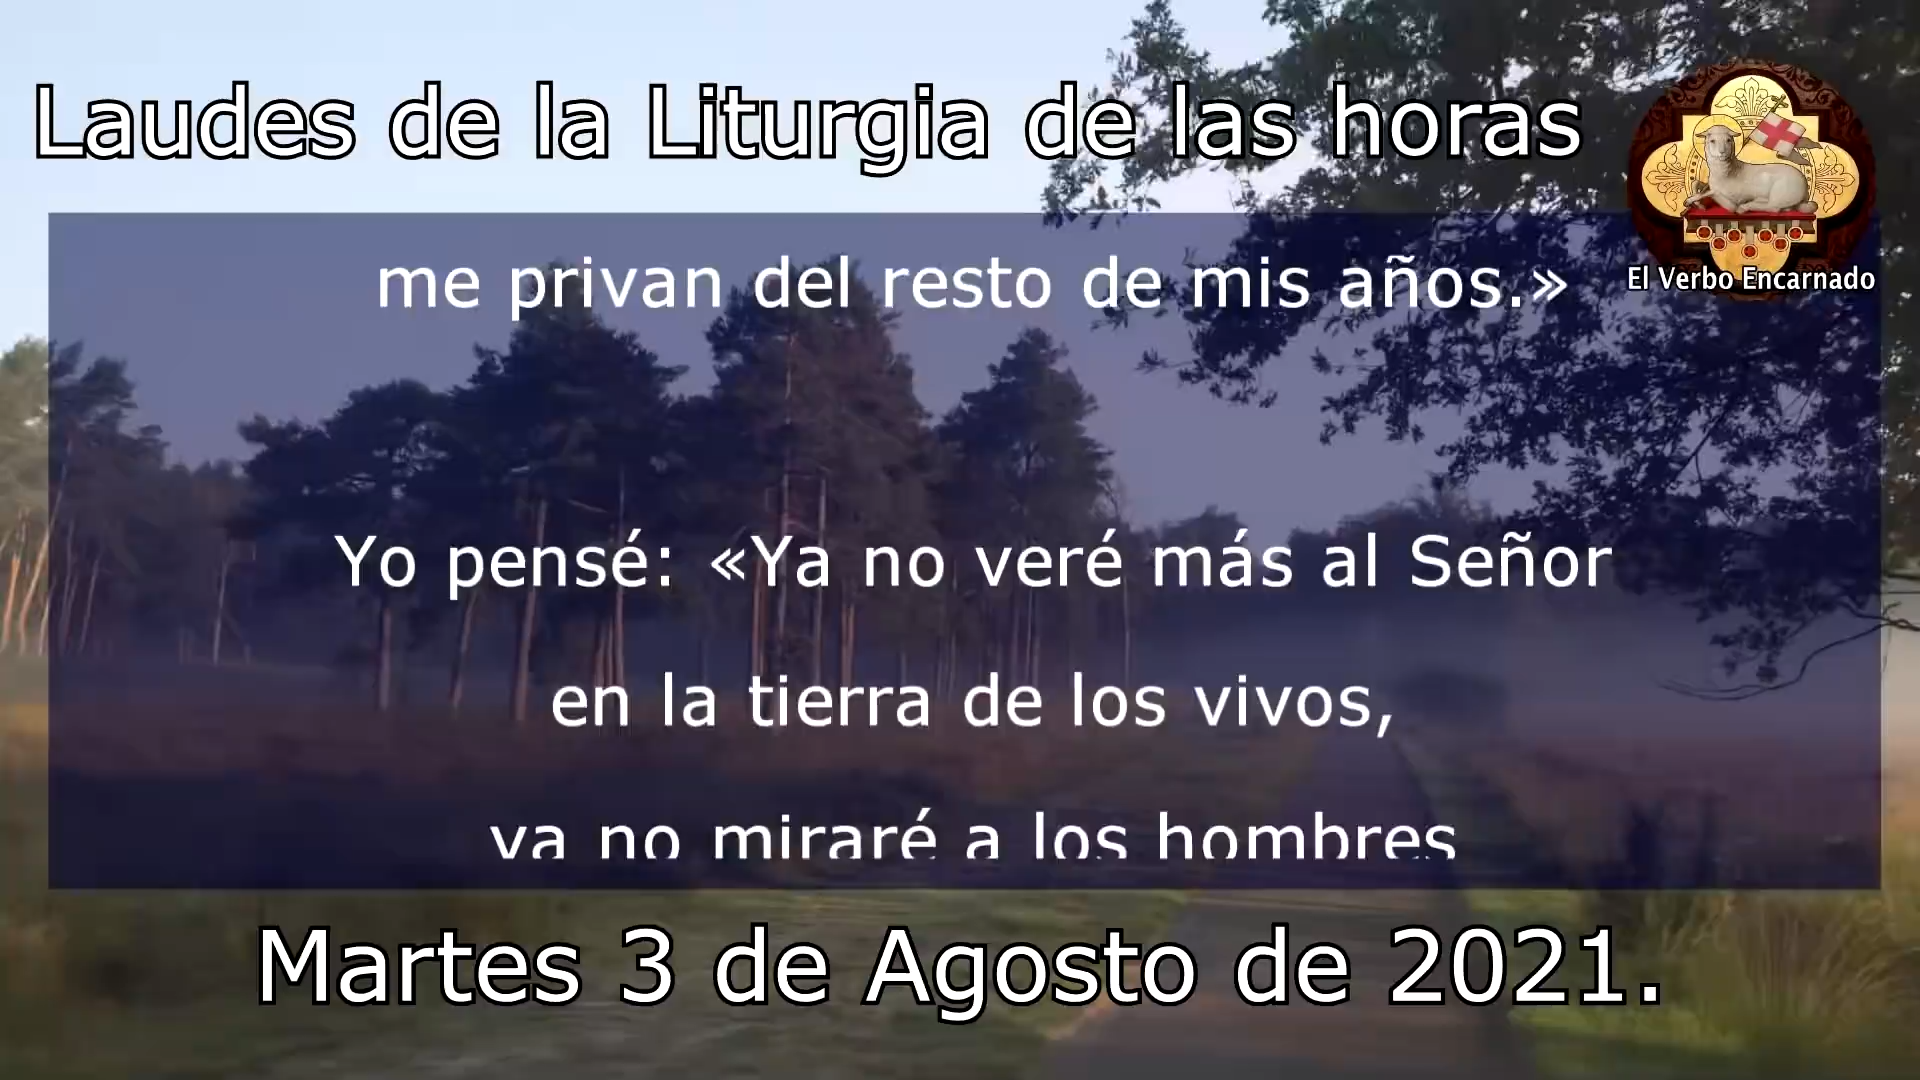 Laudes de la Liturgia de las horas
El Verbo Encarnado
me privan del resto de mis años.»
Yo pensé: «Ya no veré más al Señor
en la tierra de los vivos,
ya no miraré a los hombres
Martes 3 de Agosto de 2021.